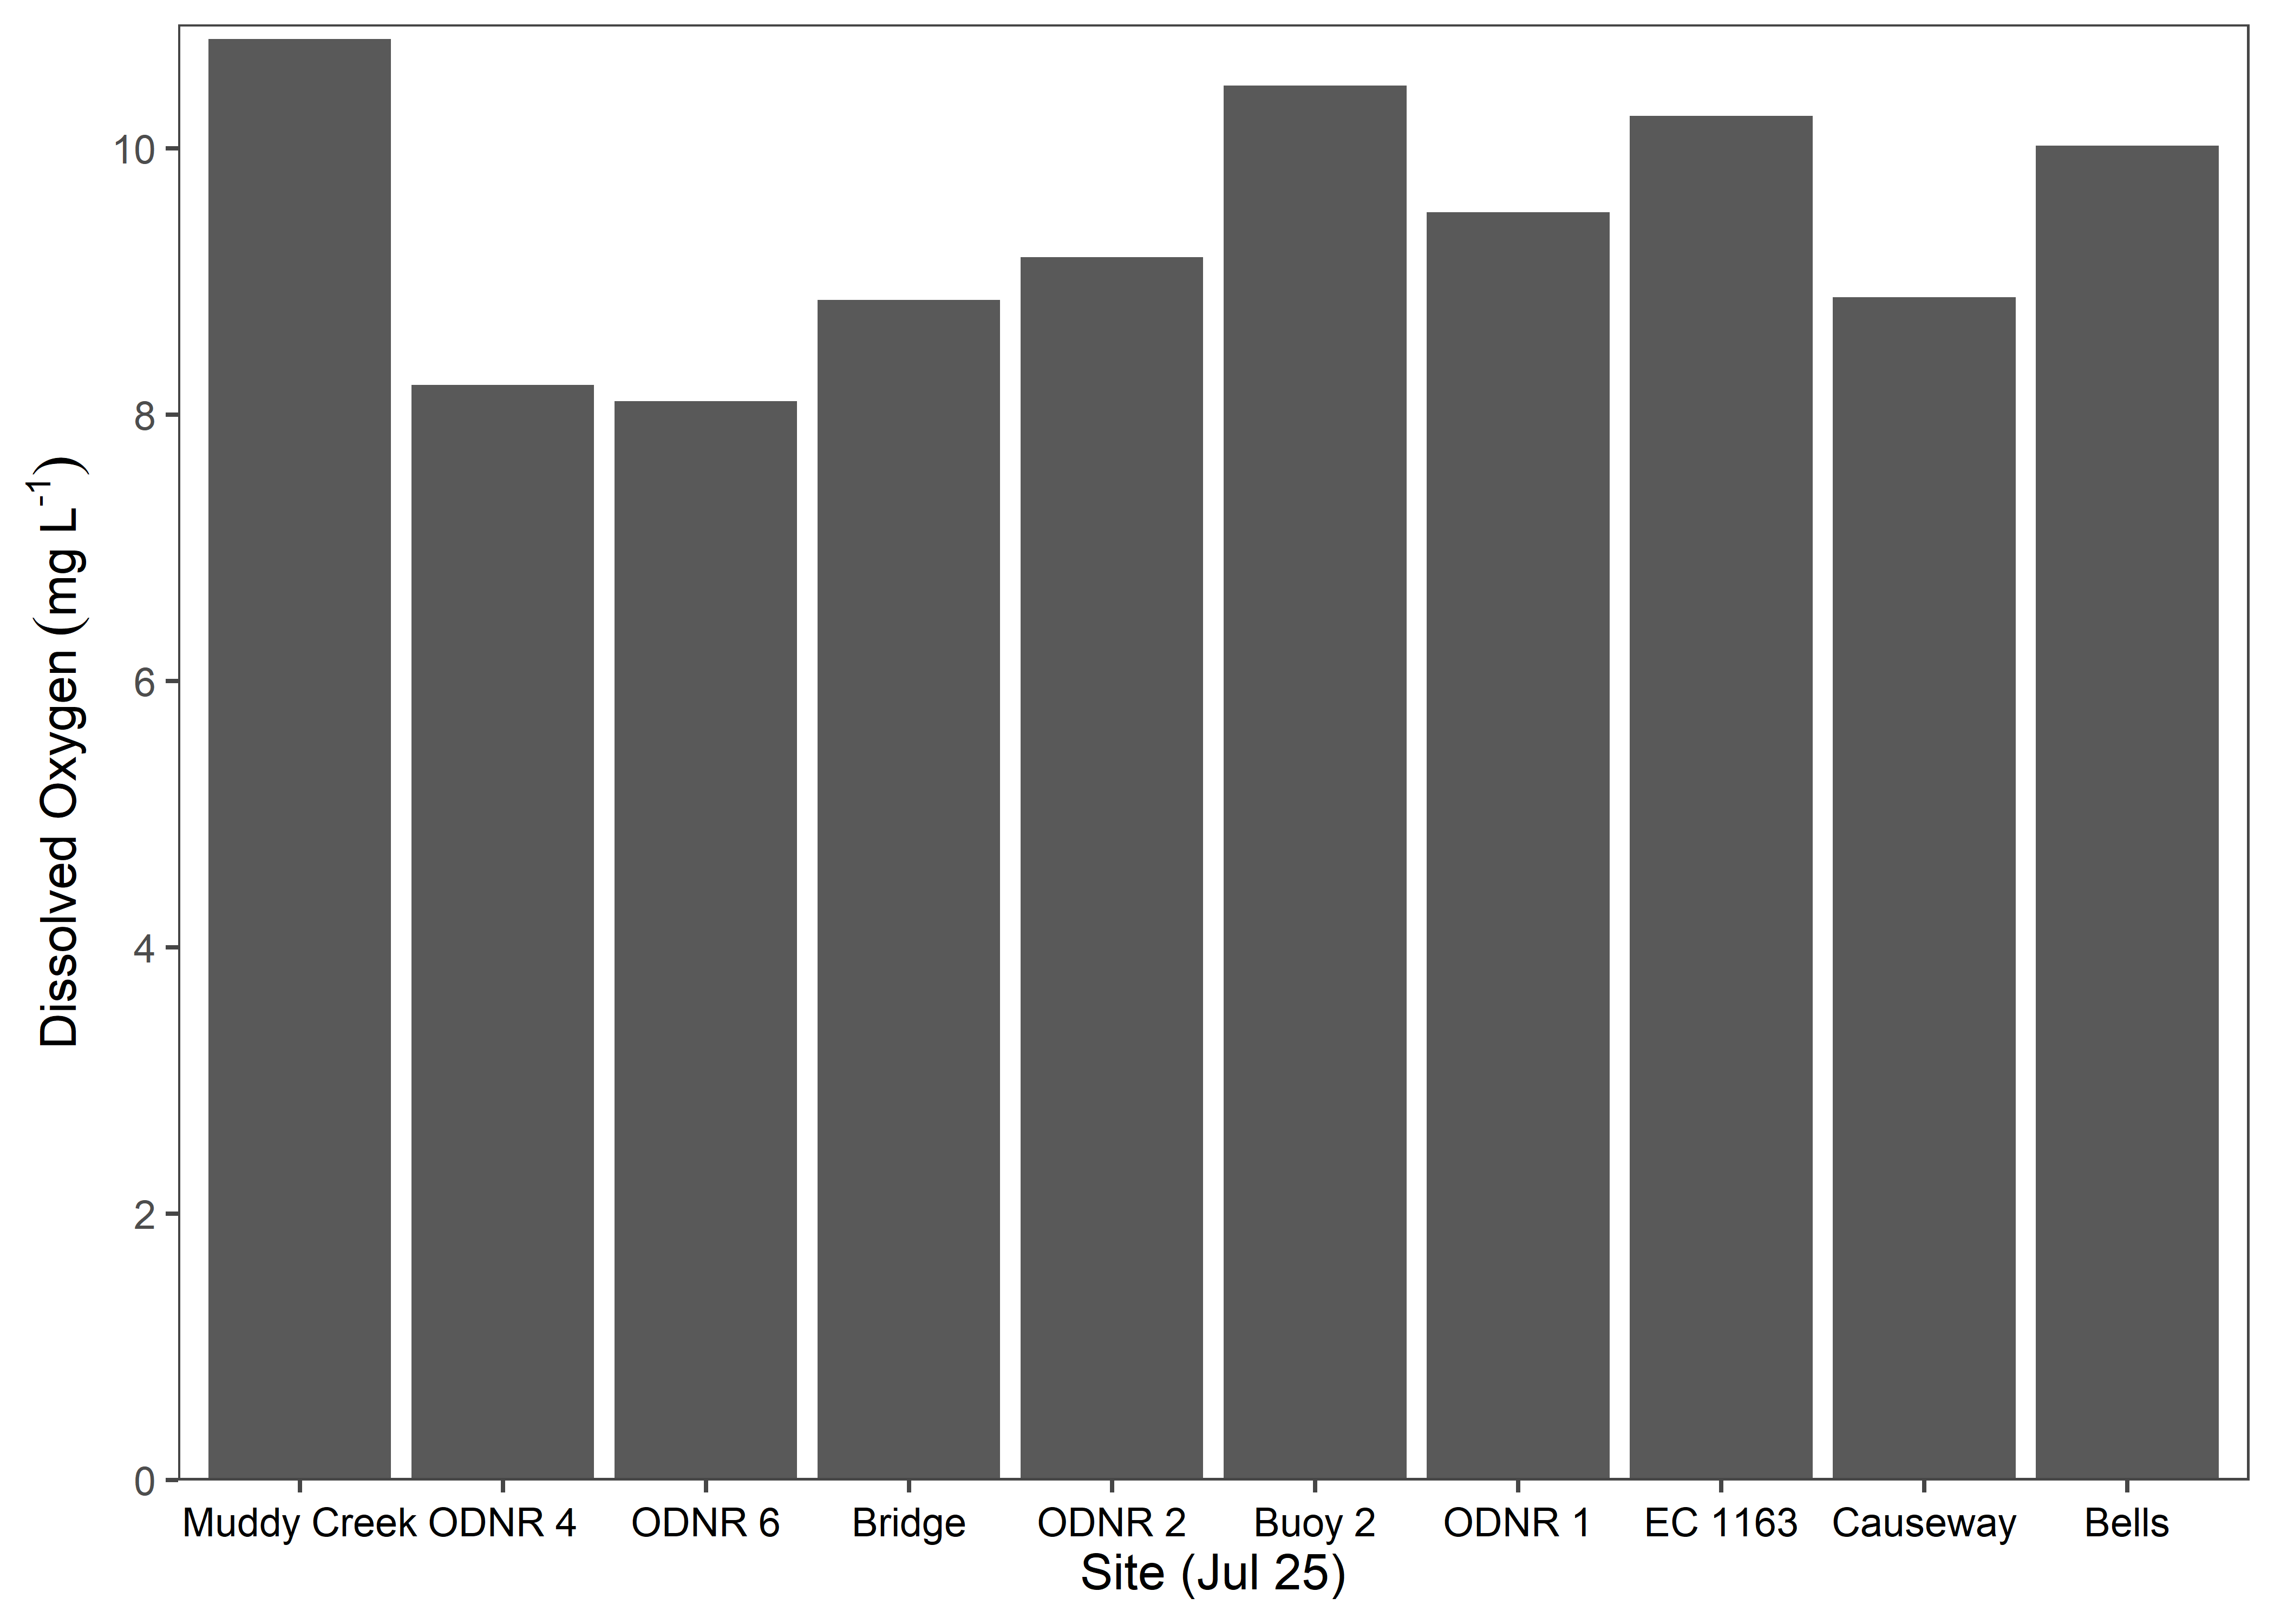 Dissolved Oxygen (mg L-1)
10
8
6
4
2
0
Muddy Creek ODNR 4 ODNR 6 Bridge ODNR 2 Buoy 2 ODNR 1 EC 1163 Causeway Bells
Site (Jul 25)